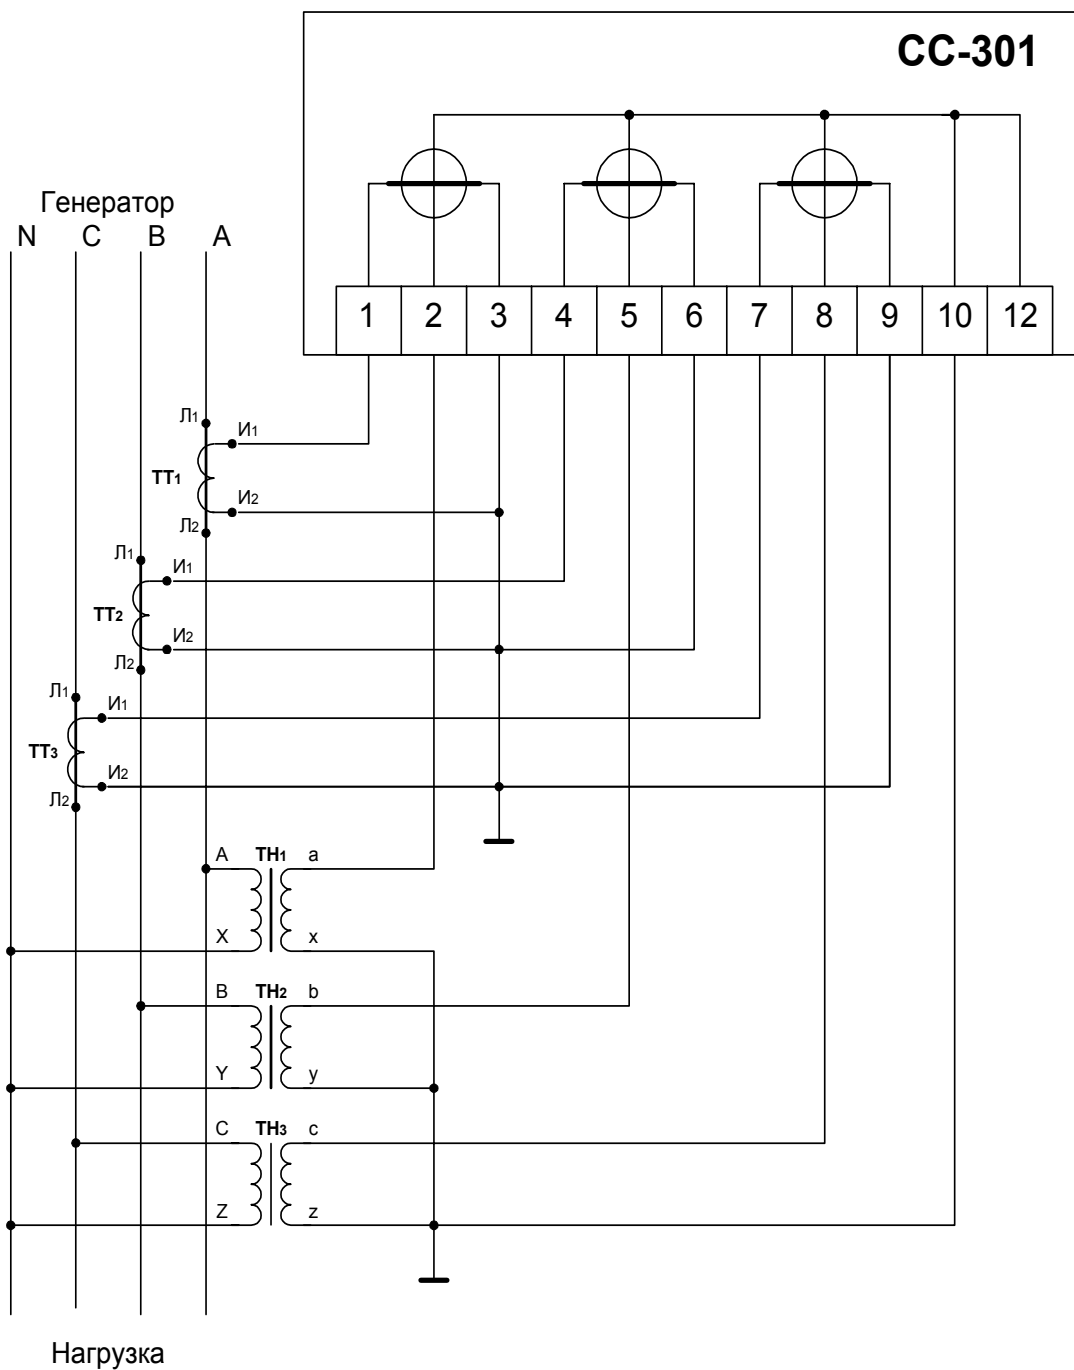 СС-301
Генератор
N C B A
1 2 3 4 5 6 7 8 9 10 12
Л1
И1
ТТ1
И2
Л2
Л1
И1
ТТ2
И2
Л2
Л1
И1
ТТ3
И2
Л2
A ТН1 a
X x
B ТН2 b
Y y
C ТН3 c
Z z
Нагрузка